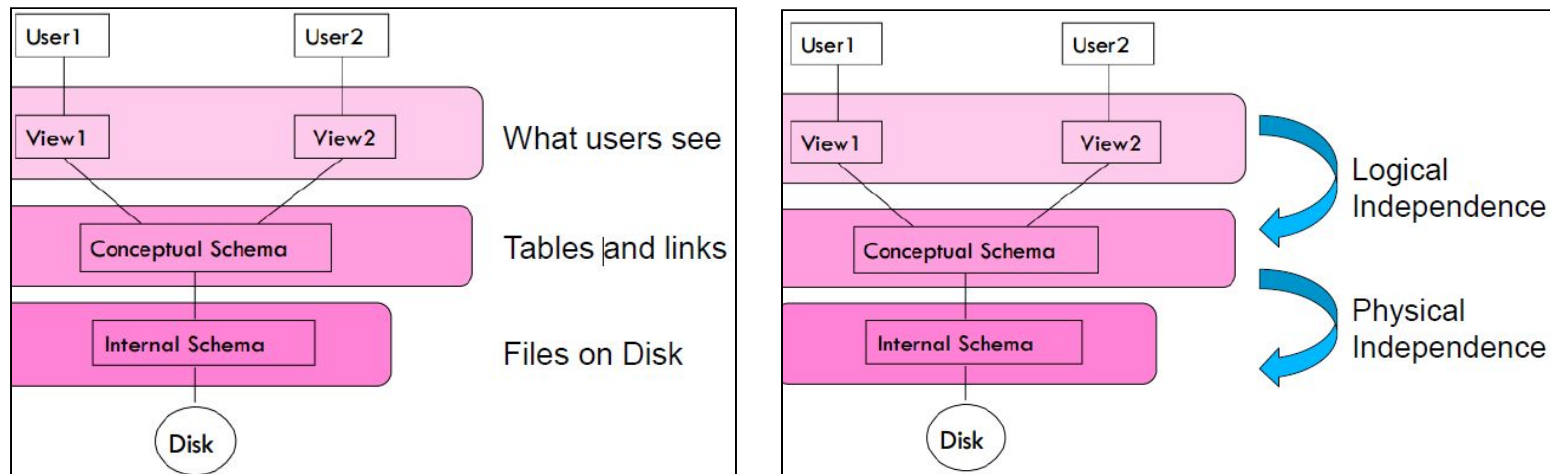 User1
User2
View1
View2
What users see
Conceptual Schema
Tables and links
Internal Schema
Files on Disk
Disk
User1
User2
View1
View2
Logical
Independence
Conceptual Schema
Physical
Independence
Internal Schema
Disk